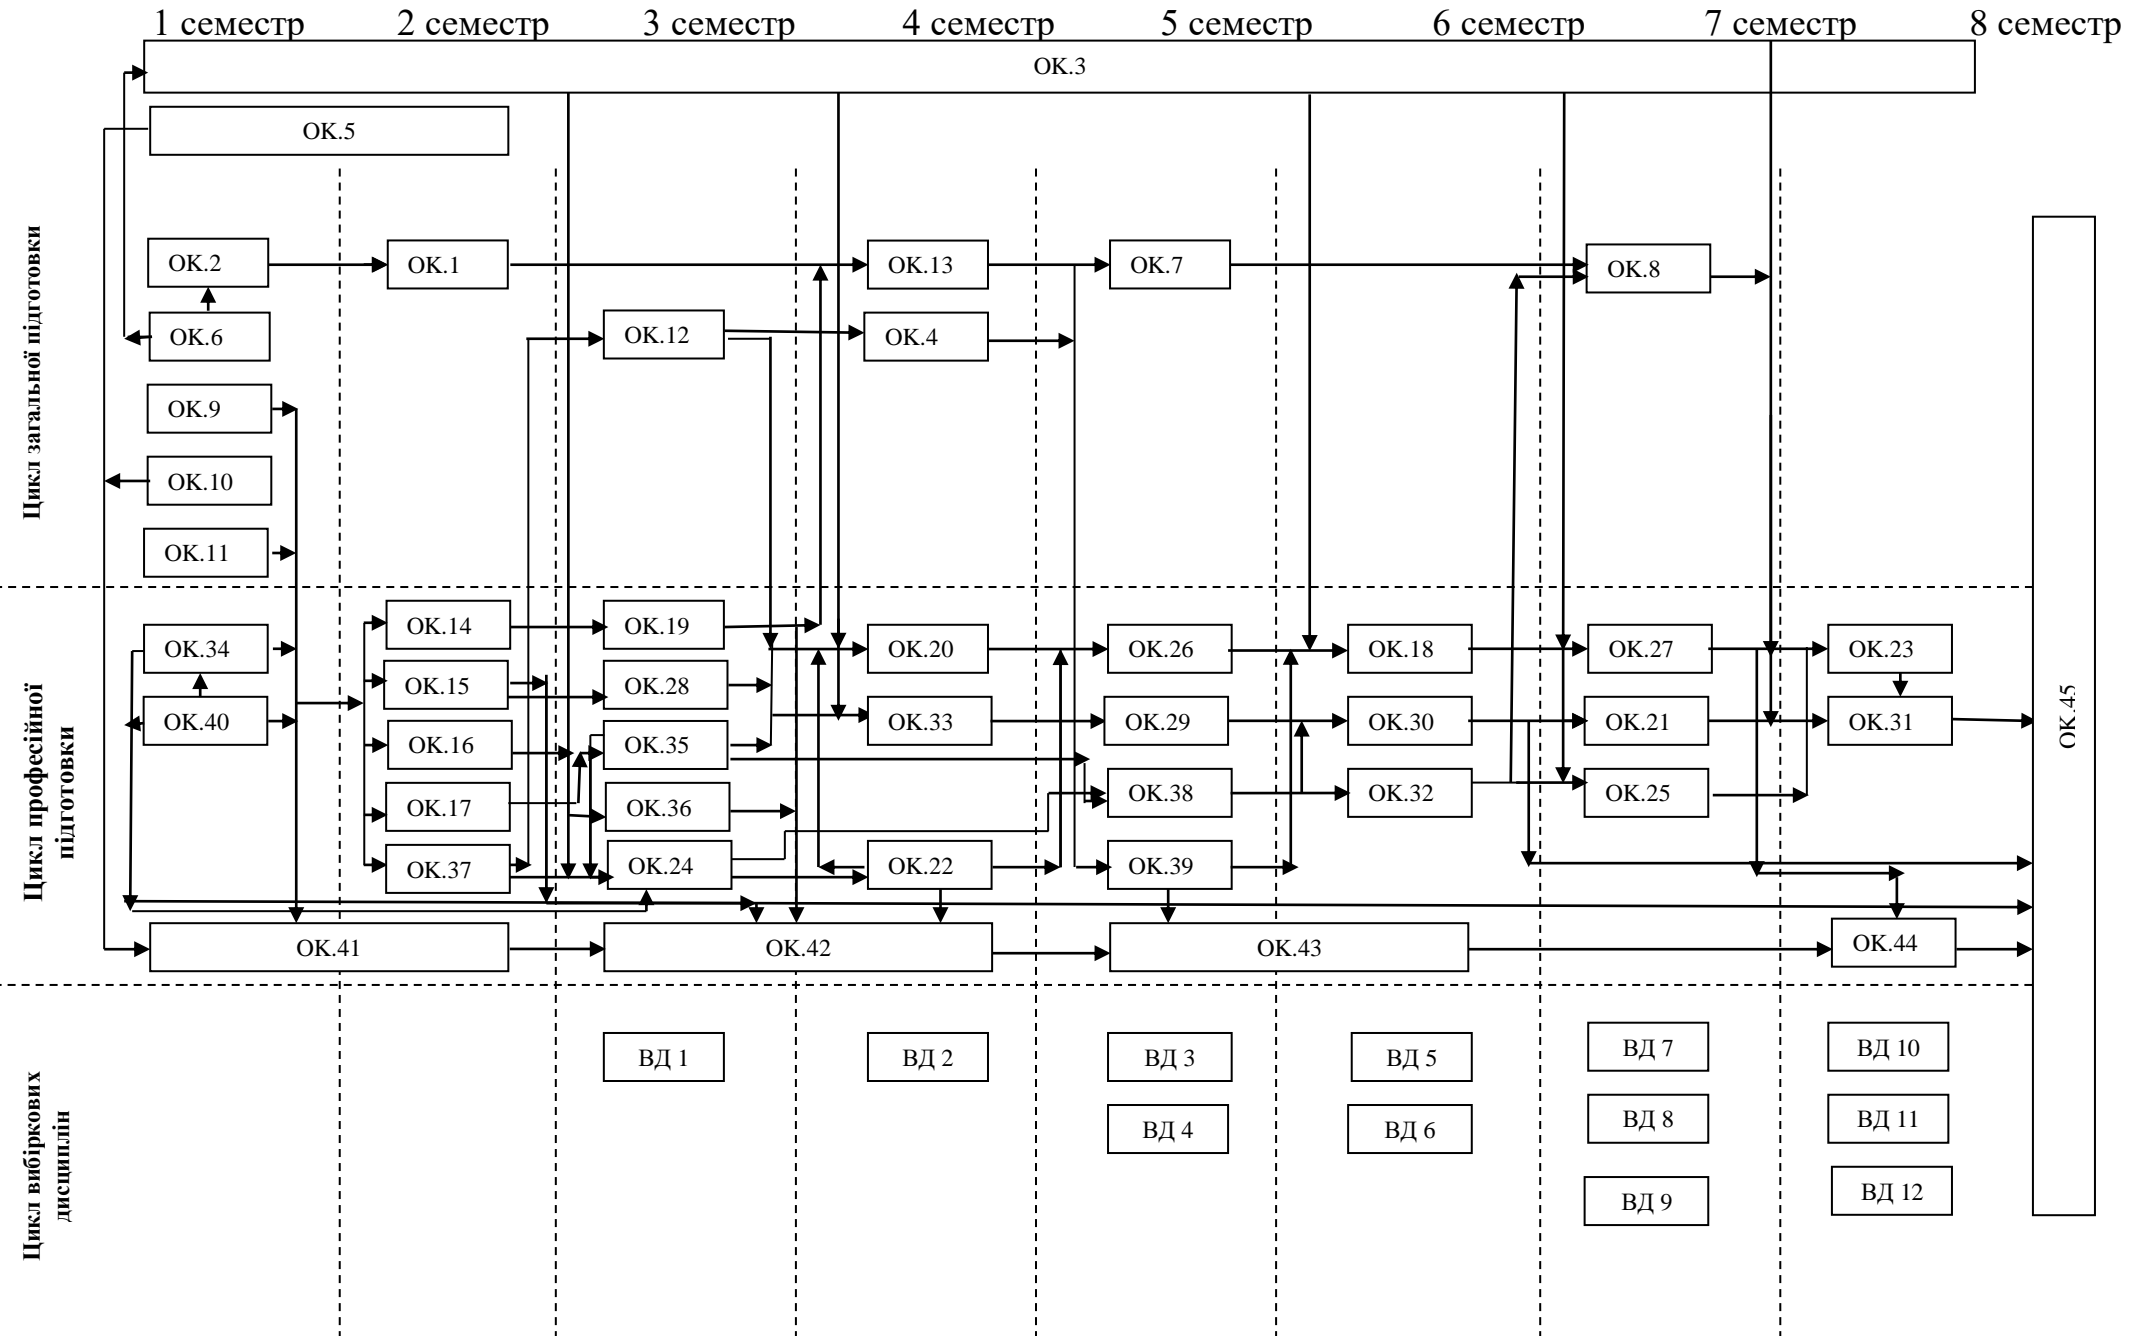 1 семестр 2 семестр 3 семестр 4 семестр 5 семестр 6 семестр 7 семестр 8 семестр
ОК.3
ОК.5
Цикл загальної підготовки
ОК.2 ОК.1 ОК.13 ОК.7 ОК.8
ОК.6 ОК.12 ОК.4
ОК.9
ОК.10
ОК.11
Цикл професійної
підготовки
ОК.14 ОК.19
ОК.34 ОК.20 ОК.26 ОК.18 ОК.27 ОК.23
ОК.15 ОК.28
ОК.40 ОК.33 ОК.29 ОК.30 ОК.21 ОК.31
ОК.45
ОК.16 ОК.35
ОК.17 ОК.36 ОК.38 ОК.32 ОК.25
ОК.37 ОК.24 ОК.22 ОК.39
ОК.41 ОК.42 ОК.43 ОК.44
Цикл вибіркових
дисциплін
ВД 1 ВД 2 ВД 3 ВД 5 ВД 7 ВД 10
ВД 4 ВД 6 ВД 8 ВД 11
ВД 9 ВД 12